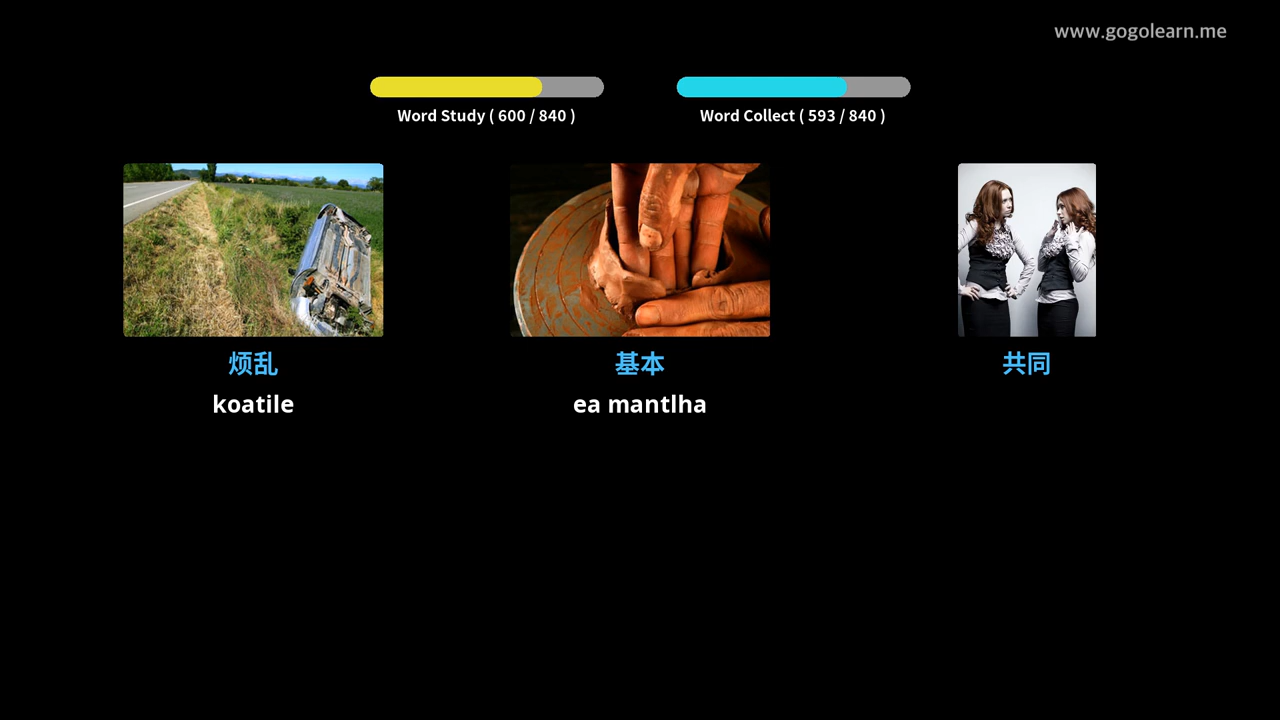 www.gogolearn.me
Word Study ( 600 / 840 )
Word Collect ( 593 / 840 )
烦乱
koatile
基本
ea mantlha
共同